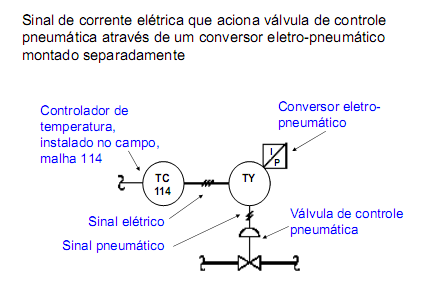 Sinal de corrente elétrica que aciona válvula de controle
pneumática através de um conversor eletro-pneumático
montado separadamente
Controlador de
temperatura,
instalado no campo,
malha 114
Conversor eletro-
pneumático
I
P
TC
114
TY
Sinal elétrico
Sinal pneumático
Válvula de controle
pneumática